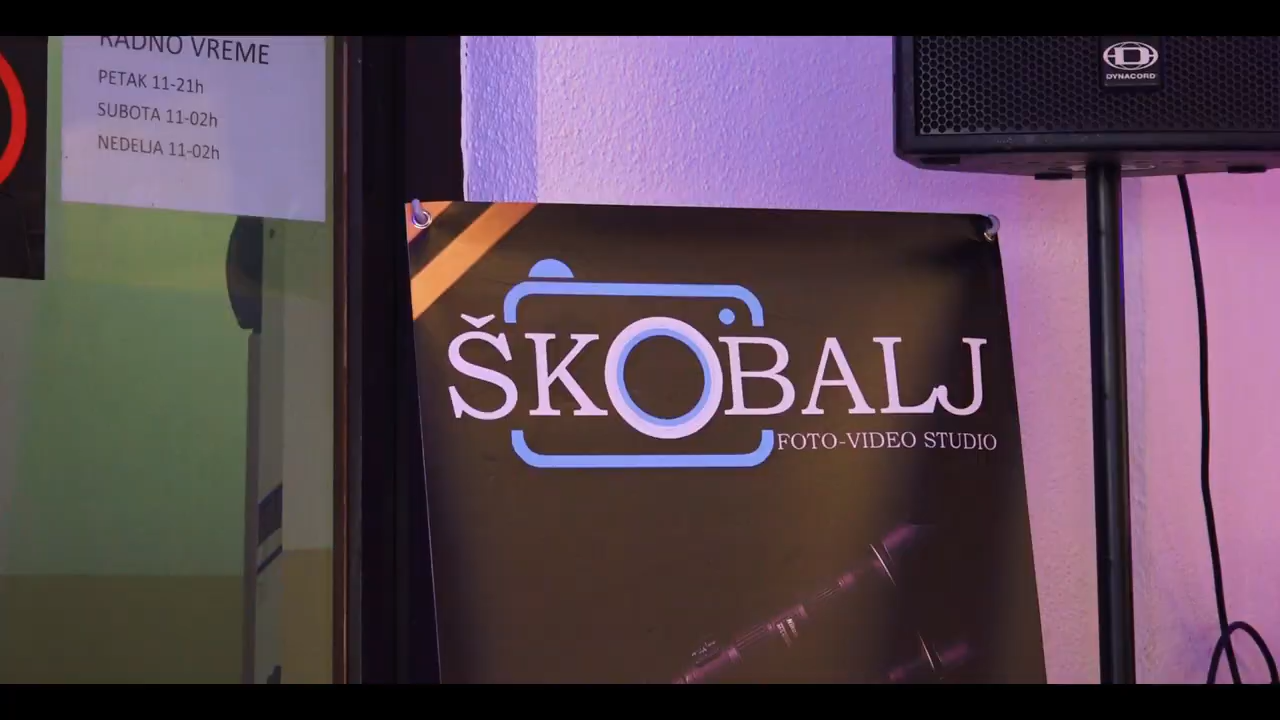 RADNO VREME
PETAK 11-21h
SUBOTA 11-02h
NEDELJA 11-02h
DYNACORD
ŠKOBALJ
FOTO-VIDEO STUDIO